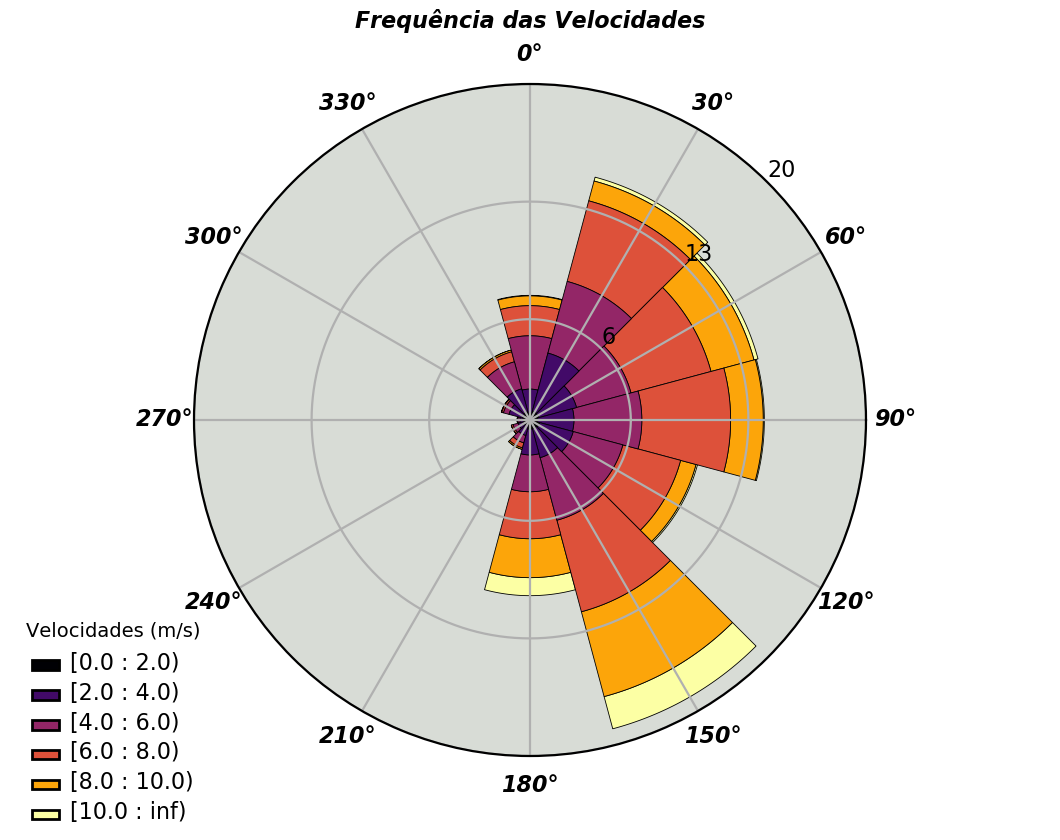 Frequência das Velocidades
0°
330°
30°
20
300°
60°
13
6
270°
90°
240°
120°
210°
150°
180°
Velocidades (m/s)
[0.0 : 2.0)
[2.0 : 4.0)
[4.0 : 6.0)
[6.0 : 8.0)
[8.0 : 10.0)
[10.0 : inf)